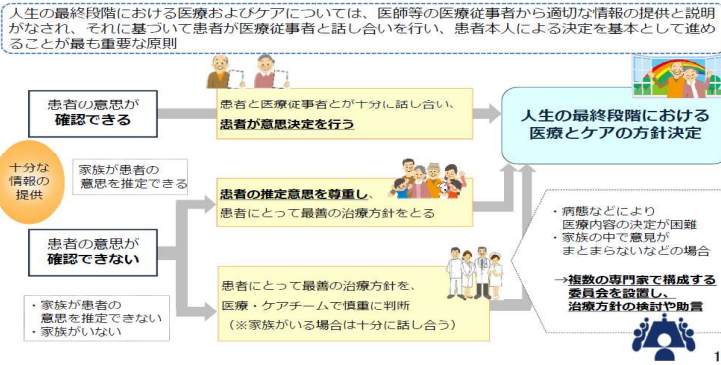 人生の最終段階における医療およびケアについては、医師等の医療従事者から適切な情報の提供と説明
がなされ、それに基づいて患者が医療従事者と話し合いを行い、患者本人による決定を基本として進め
ることが最も重要な原則
患者の意思が
確認できる
患者と医療従事者とが十分に話し合い、
患者が意思決定を行う
人生の最終段階における
医療とケアの方針決定
十分な
情報の
提供
家族が患者の
意思を推定できる
患者の推定意思を尊重し、
患者にとって最善の治療方針をとる
患者の意思が
確認できない
・家族が患者の
意思を推定できない
・家族がいない
患者にとって最善の治療方針を、
医療・ケアチームで慎重に判断
（※家族がいる場合は十分に話し合う）
・病態などにより
医療内容の決定が困難
・家族の中で意見が
まとまらないなどの場合
→複数の専門家で構成する
委員会を設置し、
治療方針の検討や助言
1